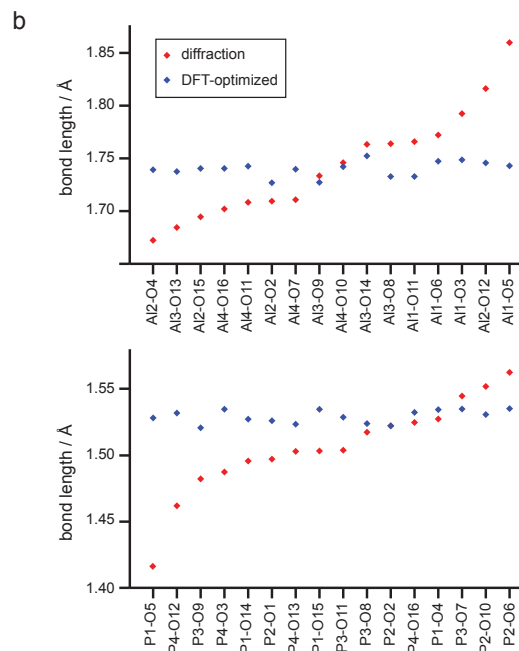 b
diffraction
DFT-optimized
bond length / Å
1.85
1.80
1.75
1.70
Al2-O4
Al3-O13
Al2-O15
Al4-O16
Al4-O11
Al2-O2
Al4-O7
Al3-O9
Al4-O10
Al3-O14
Al3-O8
Al1-O11
Al1-O6
Al1-O3
Al2-O12
Al1-O5
bond length / Å
1.55
1.50
1.45
1.40
P1-O5
P4-O12
P3-O9
P4-O3
P1-O14
P2-O1
P4-O13
P1-O15
P3-O11
P3-O8
P2-O2
P4-O16
P1-O4
P3-O7
P2-O10
P2-O6